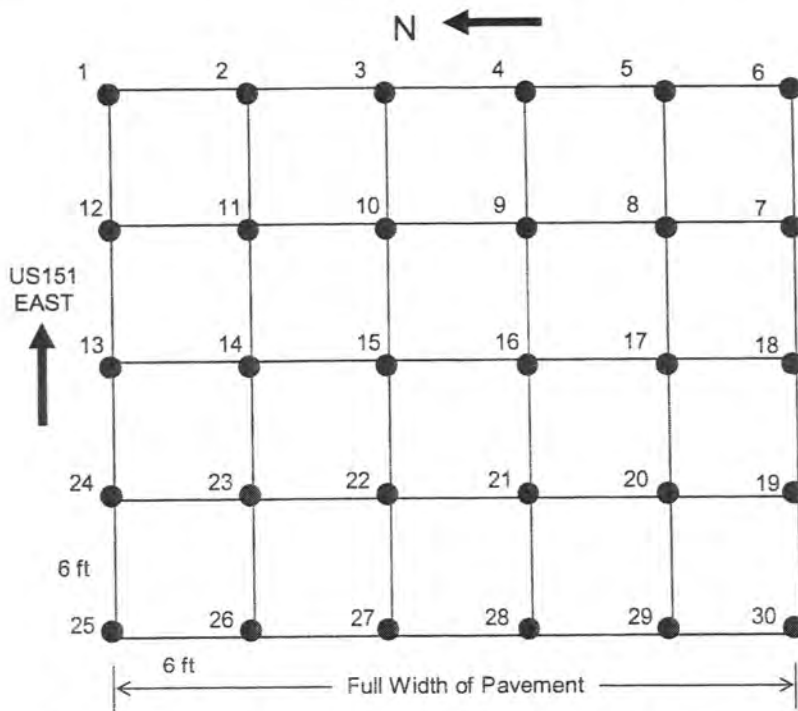 N
1 2 3 4 5 6
12 11 10 9 8 7
US151
EAST
13 14 15 16 17 18
24 23 22 21 20 19
6 ft
25 26 27 28 29 30
6 ft
Full Width of Pavement